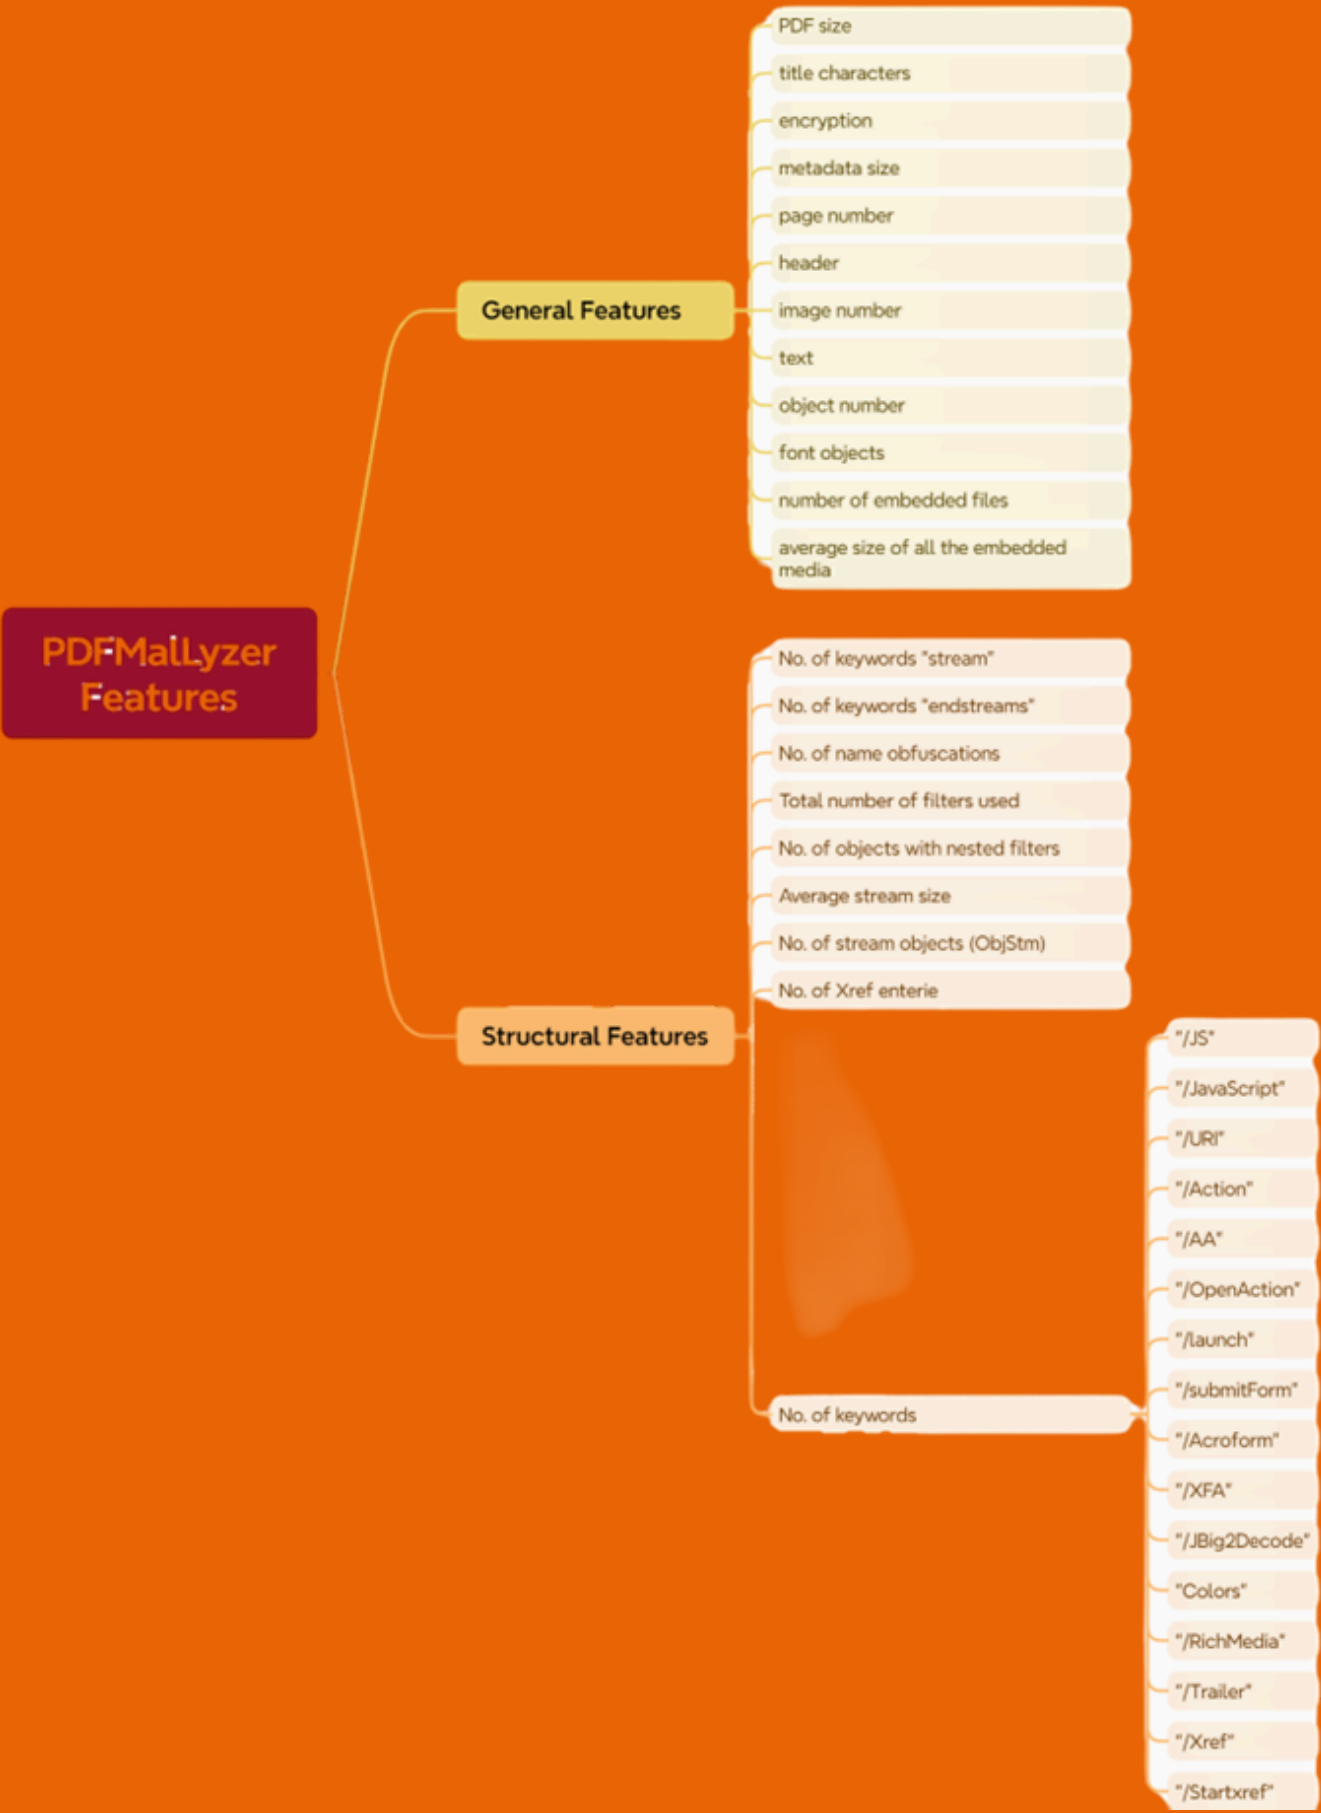 PDFMalLyzer
Features
General Features
PDF size
title characters
encryption
metadata size
page number
header
image number
text
object number
font objects
number of embedded files
average size of all the embedded
media
Structural Features
No. of keywords "stream"
No. of keywords "endstreams"
No. of name obfuscations
Total number of filters used
No. of objects with nested filters
Average stream size
No. of stream objects (ObjStm)
No. of Xref enterie
No. of keywords
"/JS"
"/JavaScript"
"/URI"
"/Action"
"/AA"
"/OpenAction"
"/launch"
"/submitForm"
"/Acroform"
"/XFA"
"/JBig2Decode"
"Colors"
"/RichMedia"
"/Trailer"
"/Xref"
"/Startxref"